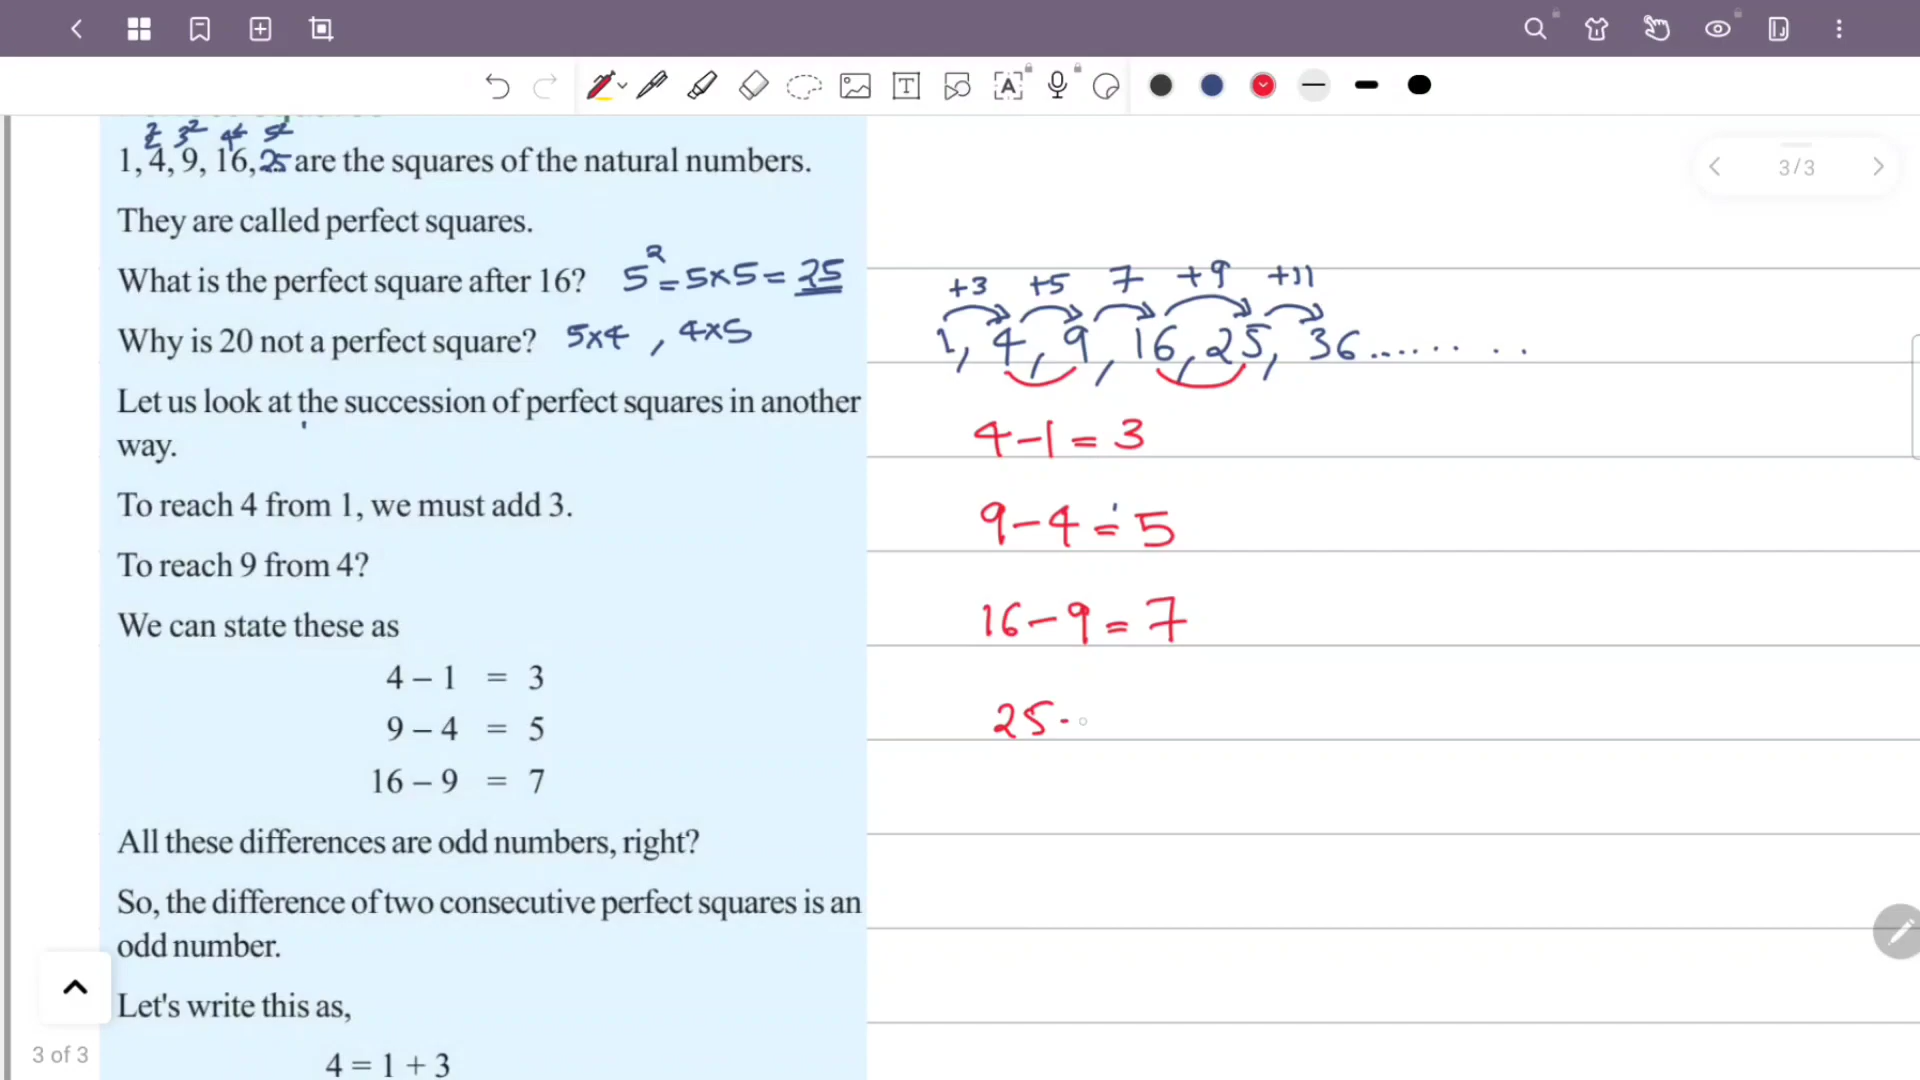 3/3
2² 3² 4² 5²
1, 4, 9, 16, 25 are the squares of the natural numbers.
They are called perfect squares.
What is the perfect square after 16? 5² = 5×5 = 25
Why is 20 not a perfect square? 5×4 , 4×5
Let us look at the succession of perfect squares in another
way.
To reach 4 from 1, we must add 3.
To reach 9 from 4?
We can state these as
4 – 1 = 3
9 – 4 = 5
16 – 9 = 7
All these differences are odd numbers, right?
So, the difference of two consecutive perfect squares is an
odd number.
Let's write this as,
4 = 1 + 3
3 of 3
+3 +5 7 +9 +11
1, 4, 9, 16, 25, 36........
4-1=3
9-4=5
16-9=7
25-